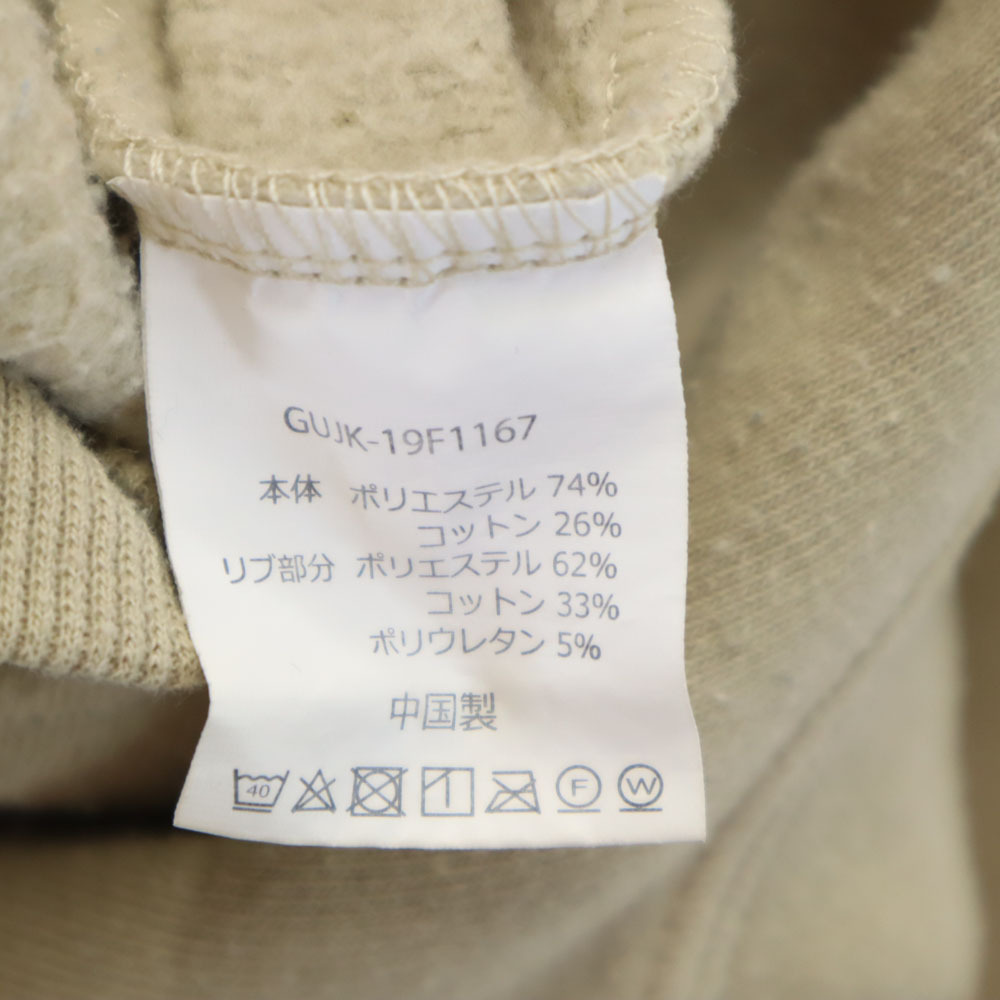 GUJK-19F1167
本体 ポリエステル 74%
コットン 26%
リブ部分 ポリエステル 62%
コットン 33%
ポリウレタン 5%
中国製
40 F W